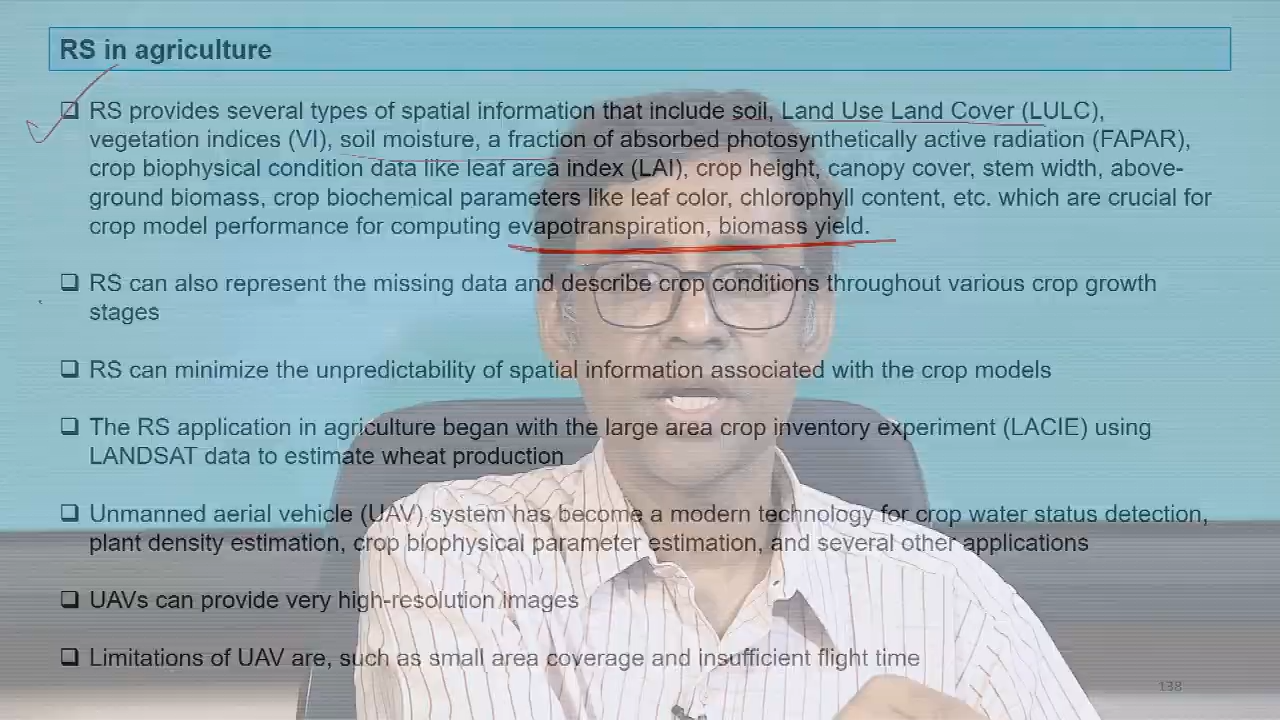 RS in agriculture
RS provides several types of spatial information that include soil, Land Use Land Cover (LULC),
vegetation indices (VI), soil moisture, a fraction of absorbed photosynthetically active radiation (FAPAR),
crop biophysical condition data like leaf area index (LAI), crop height, canopy cover, stem width, above-
ground biomass, crop biochemical parameters like leaf color, chlorophyll content, etc. which are crucial for
crop model performance for computing evapotranspiration, biomass yield.
RS can also represent the missing data and describe crop conditions throughout various crop growth
stages
RS can minimize the unpredictability of spatial information associated with the crop models
The RS application in agriculture began with the large area crop inventory experiment (LACIE) using
LANDSAT data to estimate wheat production
Unmanned aerial vehicle (UAV) system has become a modern technology for crop water status detection,
plant density estimation, crop biophysical parameter estimation, and several other applications
UAVs can provide very high-resolution images
Limitations of UAV are, such as small area coverage and insufficient flight time
138